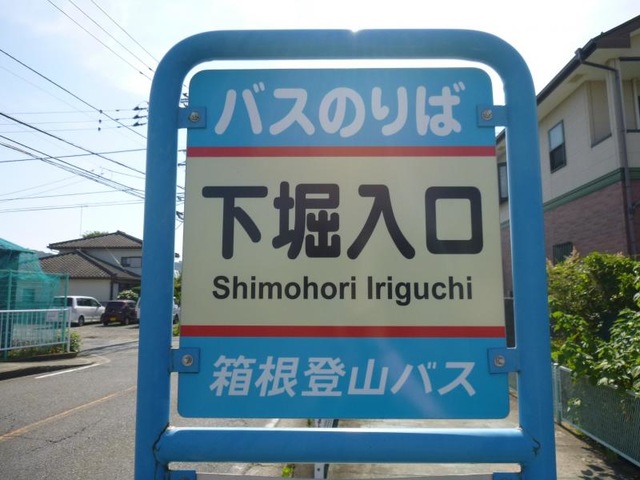 バスのりば
下堀入口
Shimohori Iriguchi
箱根登山バス